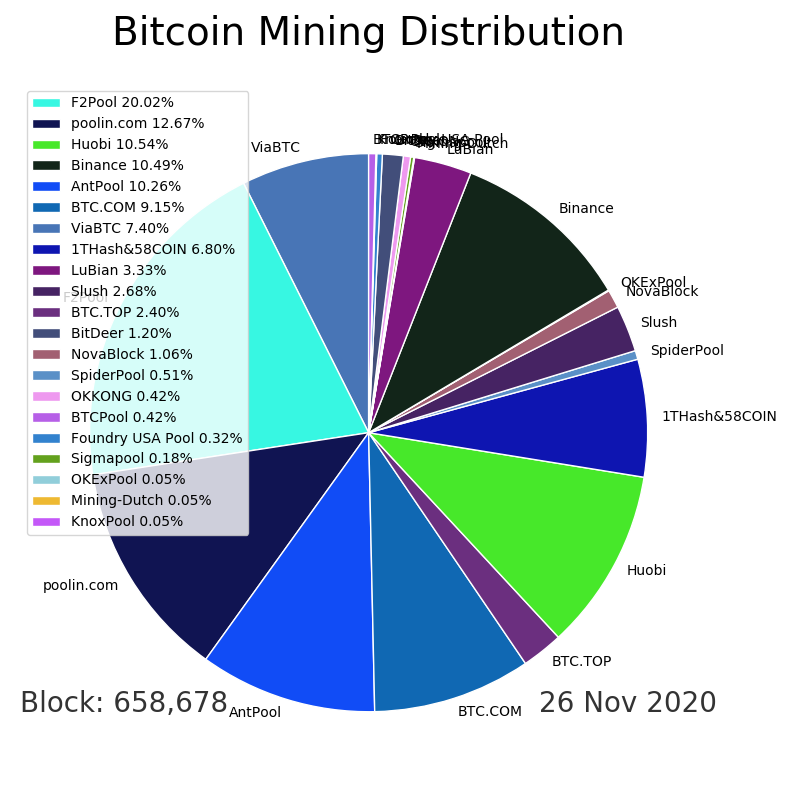 Bitcoin Mining Distribution
F2Pool 20.02%
poolin.com 12.67%
Huobi 10.54%
Binance 10.49%
AntPool 10.26%
BTC.COM 9.15%
ViaBTC 7.40%
1THash&58COIN 6.80%
LuBian 3.33%
Slush 2.68%
BTC.TOP 2.40%
BitDeer 1.20%
NovaBlock 1.06%
SpiderPool 0.51%
OKKONG 0.42%
BTCPool 0.42%
Foundry USA Pool 0.32%
Sigmapool 0.18%
OKExPool 0.05%
Mining-Dutch 0.05%
KnoxPool 0.05%
ViaBTC
F2Pool
poolin.com
AntPool
BTC.COM
BTC.TOP
Huobi
1THash&58COIN
SpiderPool
Slush
NovaBlock
OKExPool
Binance
LuBian
Block: 658,678
26 Nov 2020